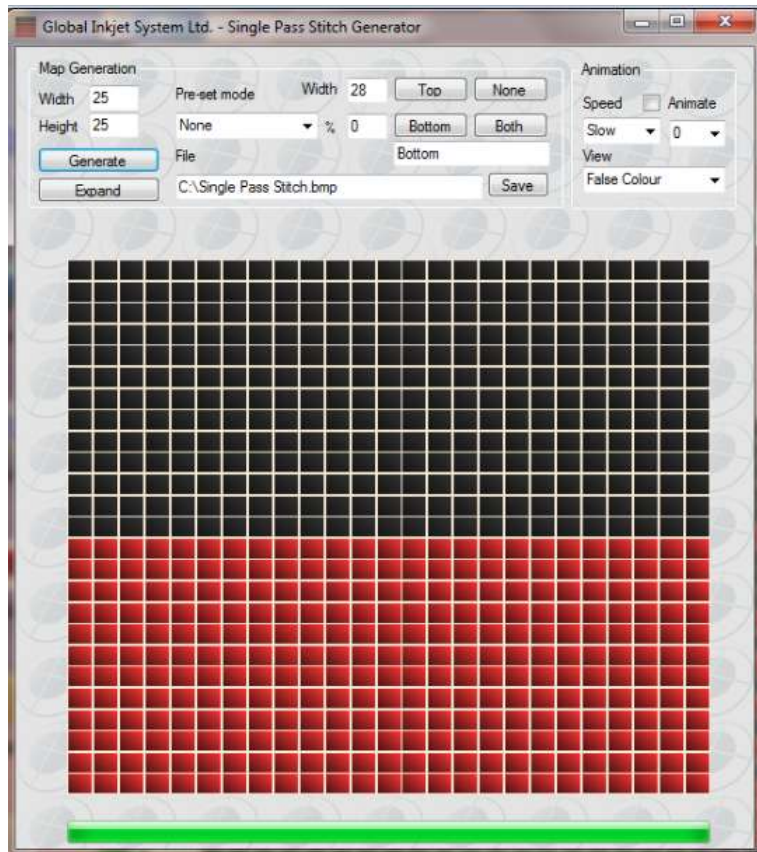 Global Inkjet System Ltd. - Single Pass Stitch Generator
Map Generation
Width 25
Height 25
Generate
Expand
Pre-set mode
None
Width 28
% 0
Top
None
Bottom
Both
File
Bottom
C:\Single Pass Stitch.bmp
Save
Animation
Speed
Animate
Slow
0
View
False Colour